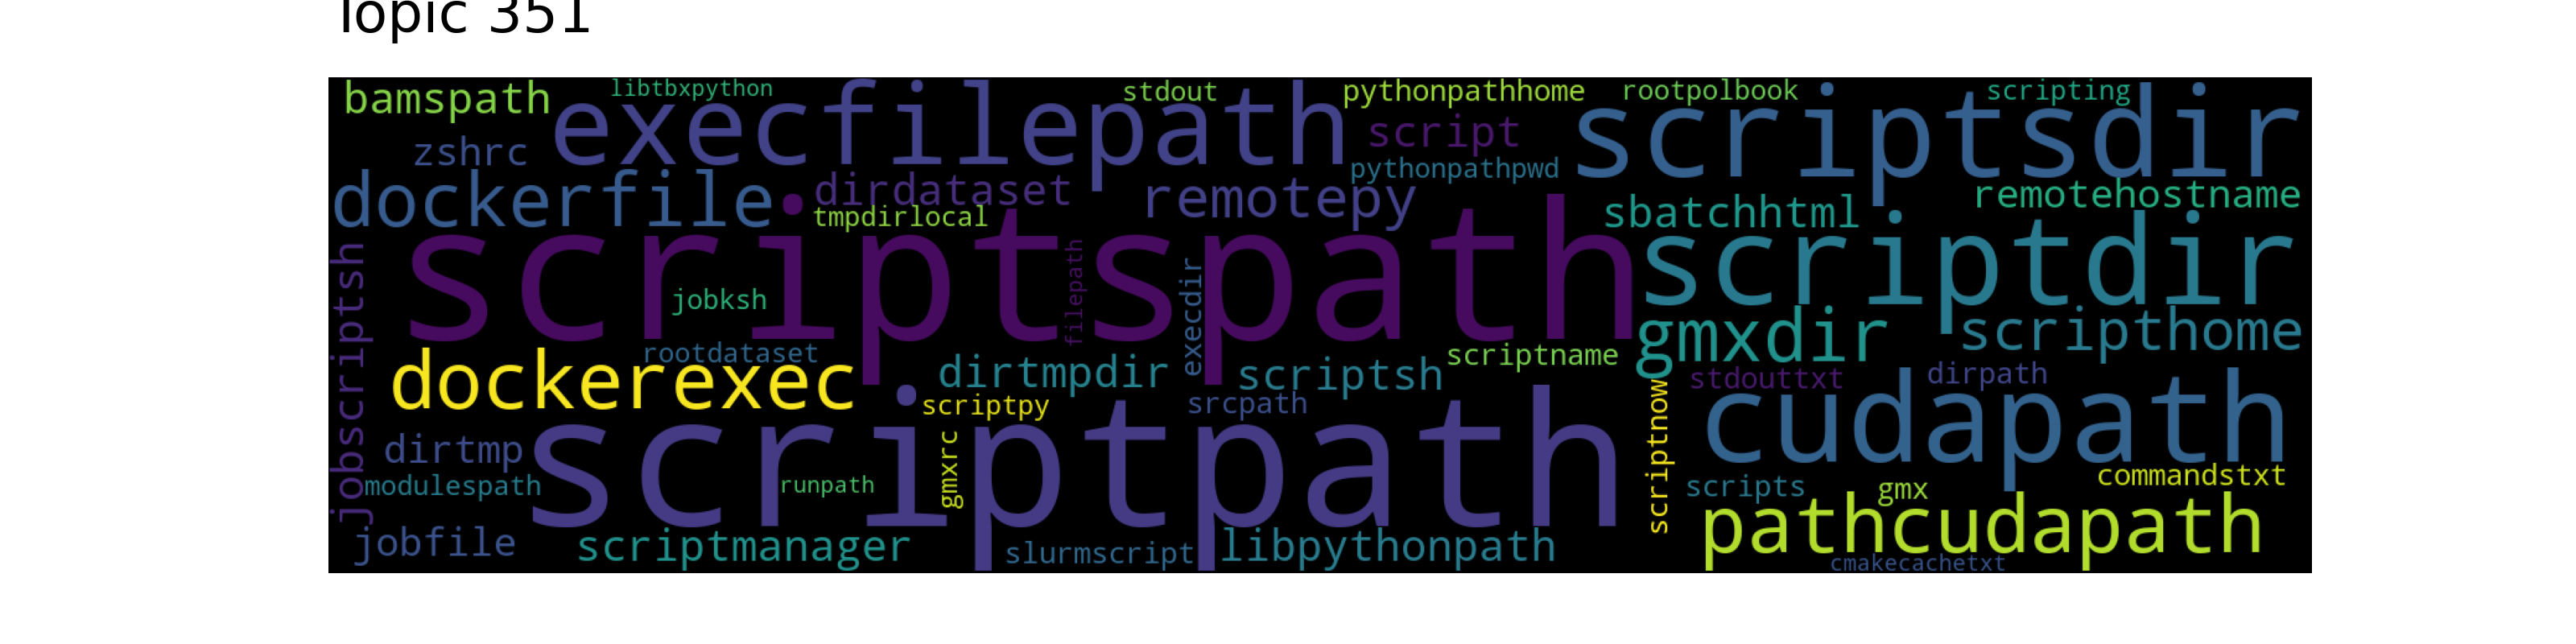 Topic 351
bamspath
libtbxpython
stdout
pythonpathhome
rootpolbook
scripting
execfilepath
scriptsdir
zshrc
script
pythonpathpwd
dockerfile
dirdataset
remotepy
remotehostname
tmpdirlocal
sbatchhtml
jobscriptsh
scriptspath
filepath
execdir
scriptdir
jobksh
gmxdir
scripthome
rootdataset
dockerexec
dirtmpdir
scriptsh
scriptname
stdouttxt
dirpath
scriptpy
srcpath
cudapath
dirtmp
scriptpath
gmxrc
scriptnow
modulespath
runpath
scripts
gmx
commandstxt
pathcudapath
jobfile
scriptmanager
slurmscript
libpythonpath
cmakecachetxt